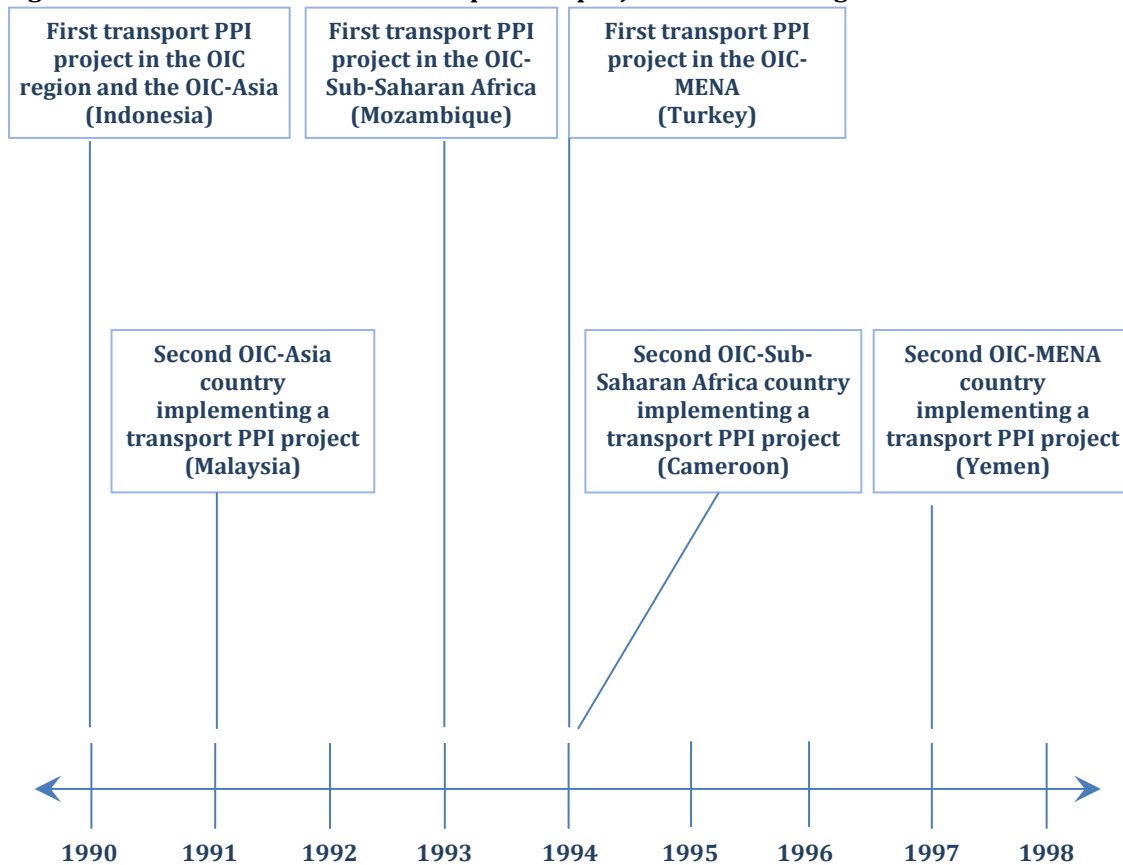 First transport PPI
project in the OIC
region and the OIC-Asia
(Indonesia)
First transport PPI
project in the OIC-
Sub-Saharan Africa
(Mozambique)
First transport PPI
project in the OIC-
MENA
(Turkey)
Second OIC-Asia
country
implementing a
transport PPI project
(Malaysia)
Second OIC-Sub-
Saharan Africa country
implementing a
transport PPI project
(Cameroon)
Second OIC-MENA
country
implementing a
transport PPI project
(Yemen)
1990 1991 1992 1993 1994 1995 1996 1997 1998